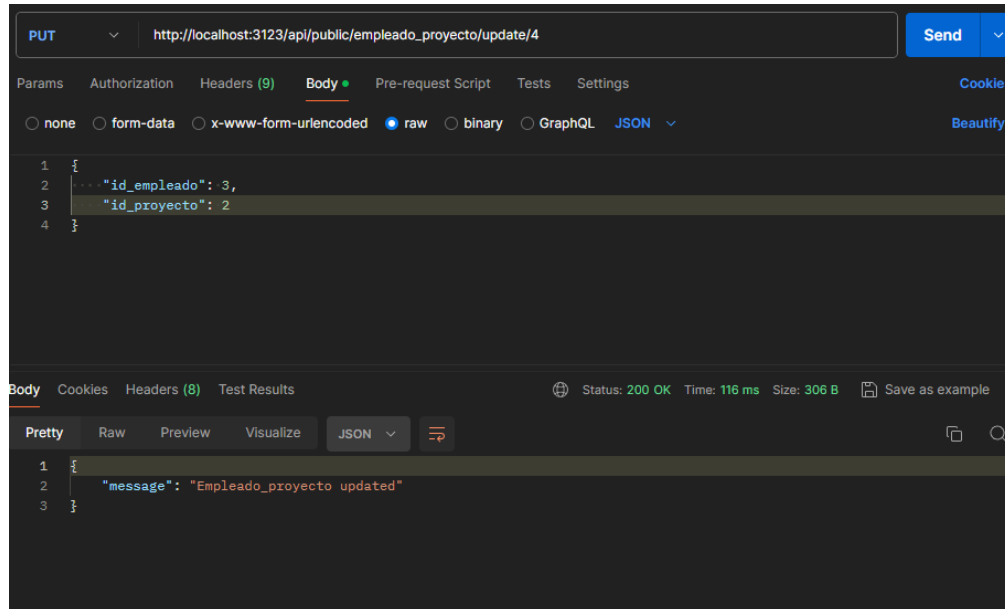 PUT http://localhost:3123/api/public/empleado_proyecto/update/4 Send
Params Authorization Headers (9) Body Pre-request Script Tests Settings Cookie
none form-data x-www-form-urlencoded raw binary GraphQL JSON Beautify
1 {
2 "id_empleado": 3,
3 "id_proyecto": 2
4 }
Body Cookies Headers (8) Test Results Status: 200 OK Time: 116 ms Size: 306 B Save as example
Pretty Raw Preview Visualize JSON
1 {
2 "message": "Empleado_proyecto updated"
3 }